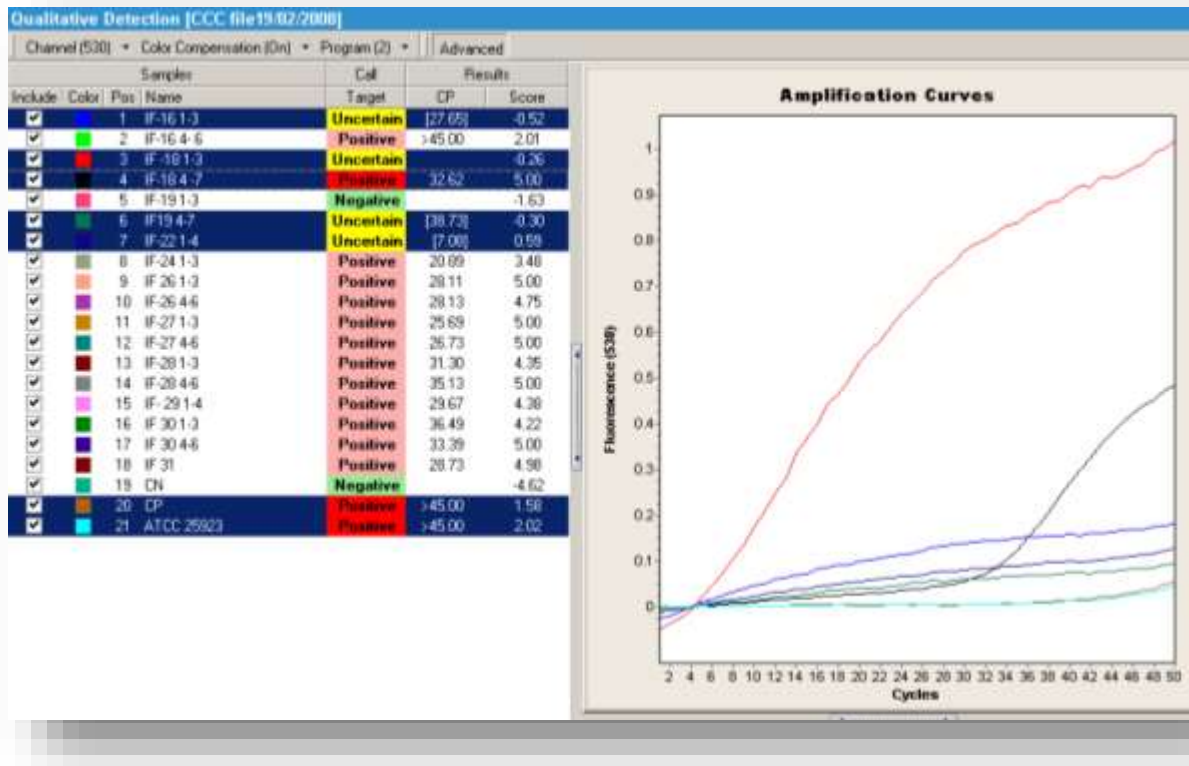 Qualitative Detection [CCC file19/02/2008]
Channel (530) Color Compensation (On) Program (2) Advanced
Samples Call Results
Include Color Pos Name Target CP Score
1 IF-16 1-3 Uncertain [27.65] -0.52
2 IF-16 4-6 Positive >45.00 2.01
3 IF-18 1-3 Uncertain -0.26
4 IF-18 4-7 Positive 32.62 5.00
5 IF-19 1-3 Negative -1.63
6 IF19 4-7 Uncertain [38.73] -0.30
7 IF-22 1-4 Uncertain [7.08] 0.59
8 IF-24 1-3 Positive 20.89 3.48
9 IF 26 1-3 Positive 28.11 5.00
10 IF-26 4-6 Positive 28.13 4.75
11 IF-27 1-3 Positive 25.69 5.00
12 IF-27 4-6 Positive 26.73 5.00
13 IF-28 1-3 Positive 31.30 4.35
14 IF-28 4-6 Positive 35.13 5.00
15 IF- 29 1-4 Positive 29.67 4.38
16 IF 30 1-3 Positive 36.49 4.22
17 IF 30 4-6 Positive 33.39 5.00
18 IF 31 Positive 28.73 4.98
19 CN Negative -4.62
20 CP Positive >45.00 1.58
21 ATCC 25923 Positive >45.00 2.02
Amplification Curves
1
0.9
0.8
0.7
0.6
0.5
0.4
0.3
0.2
0.1
0
Fluorescence (530)
2 4 6 8 10 12 14 16 18 20 22 24 26 28 30 32 34 36 38 40 42 44 46 48 50
Cycles